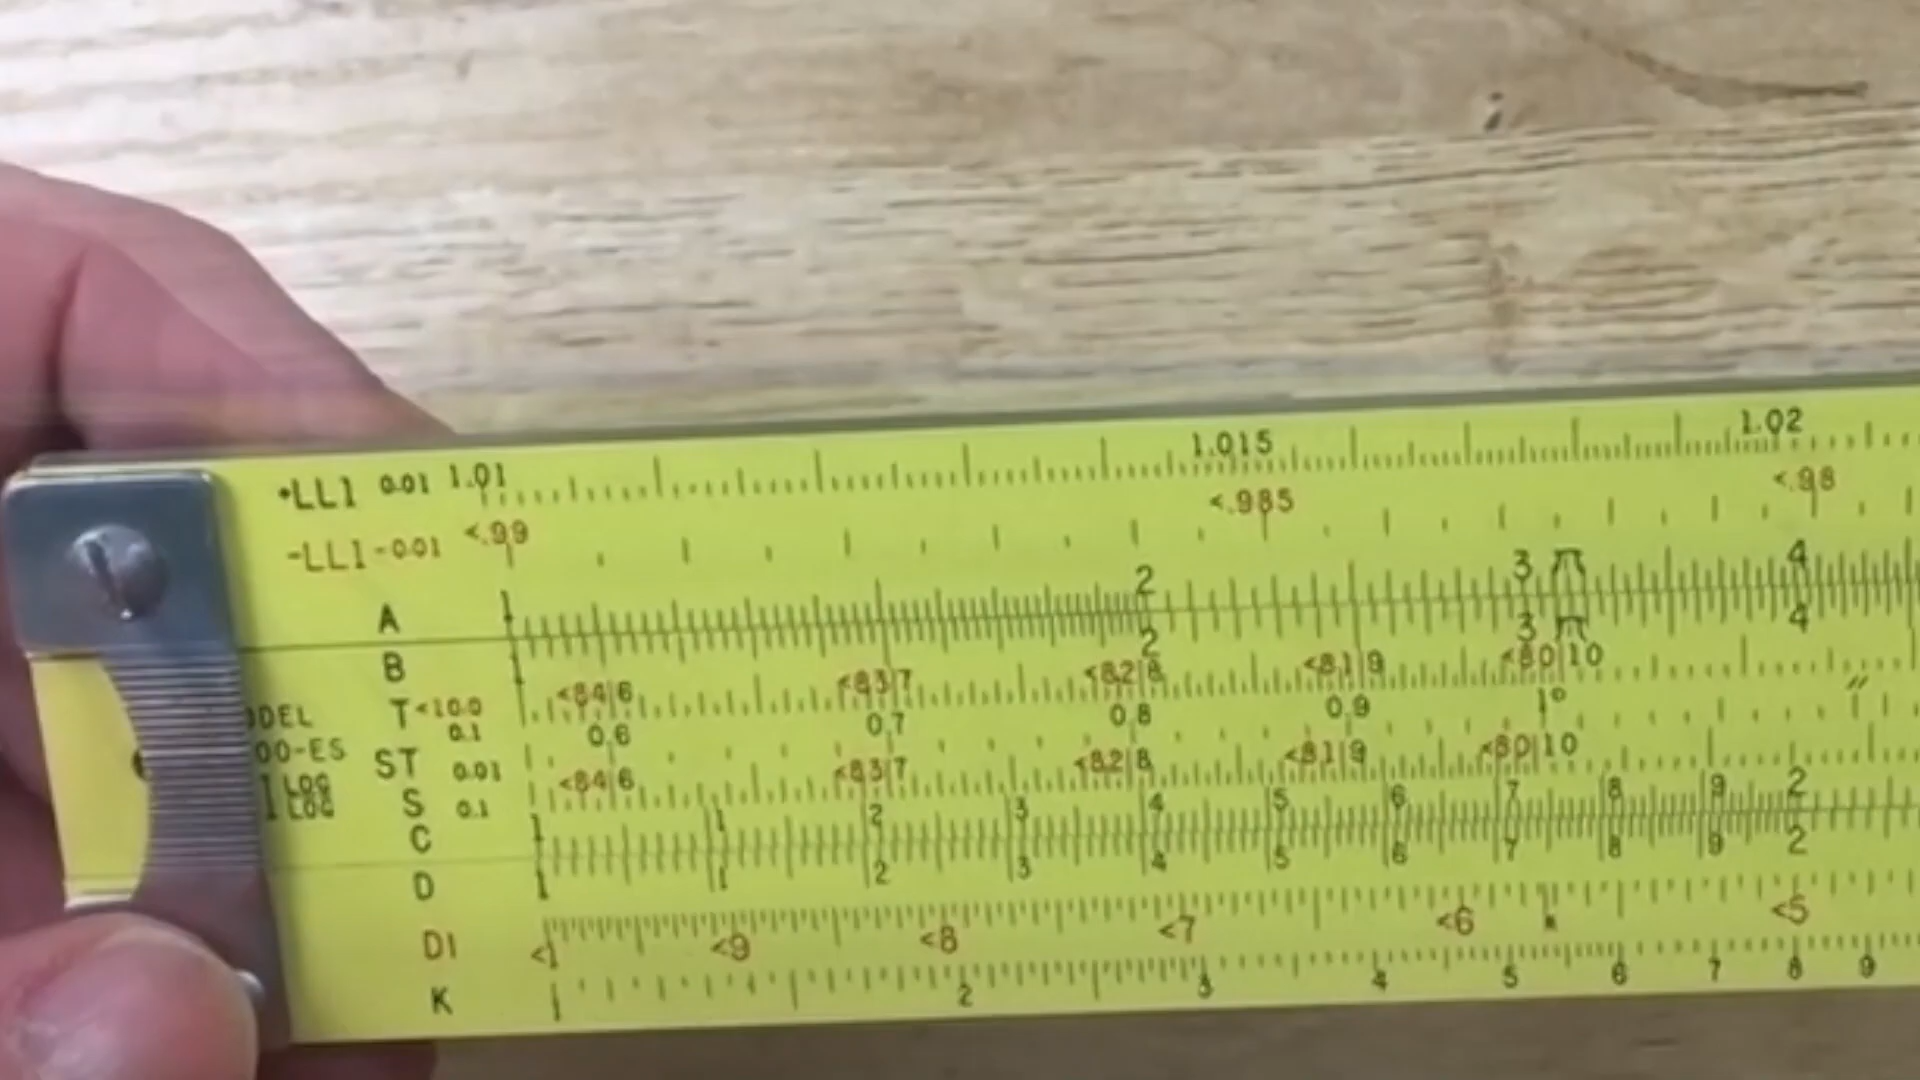 +LL1 0.01 1.01 1.015 1.02
-LL1-0.01 <.99 <.985 <.98
A 1 2 3 π 4
B 1 2 3 π 4
T <10.0 0.1 <84|6 <83|7 <82|8 <81|9 <80|10
ST 0.01 0.6 0.7 0.8 0.9 1° ″
S 0.1 <84|6 <83|7 <82|8 <81|9 <80|10
C 1 1 2 3 4 5 6 7 8 9 2
D 1 1 2 3 4 5 6 7 8 9 2
DI <1 <9 <8 <7 <6 <5
K 1 2 3 4 5 6 7 8 9
ODEL
00-ES
LOG
LOG